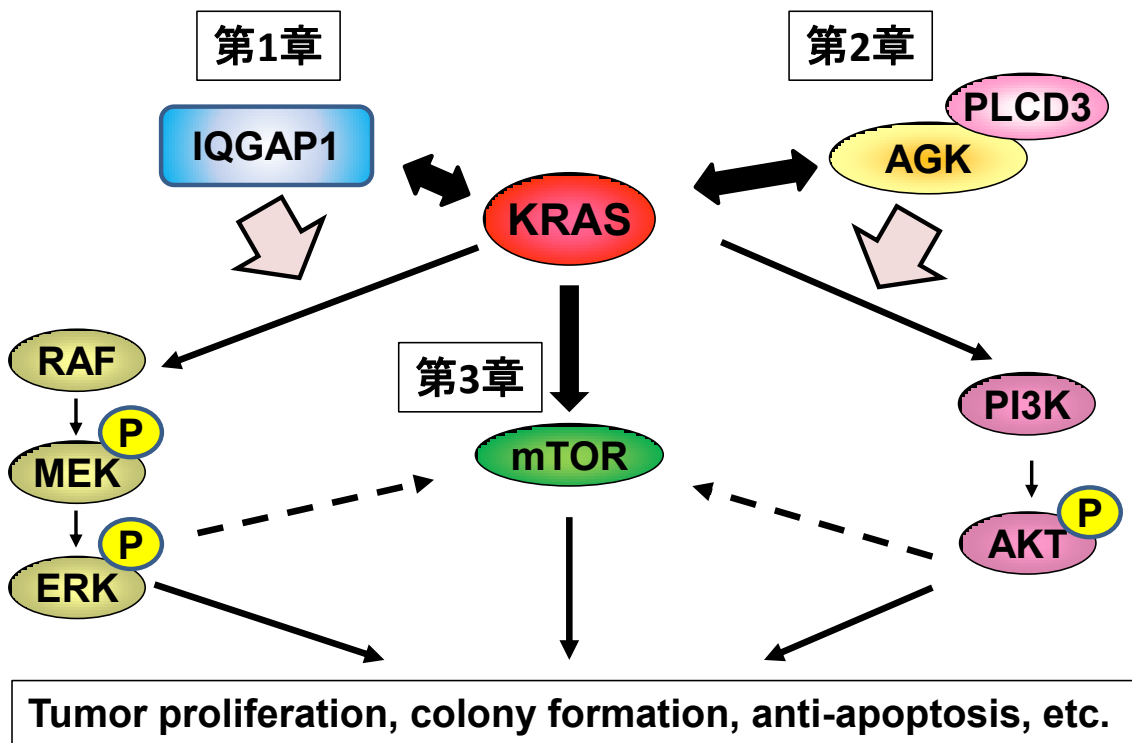 第1章
第2章
PLCD3
IQGAP1
AGK
KRAS
RAF
第3章
PI3K
P
MEK
mTOR
P
AKT
P
ERK
Tumor proliferation, colony formation, anti-apoptosis, etc.